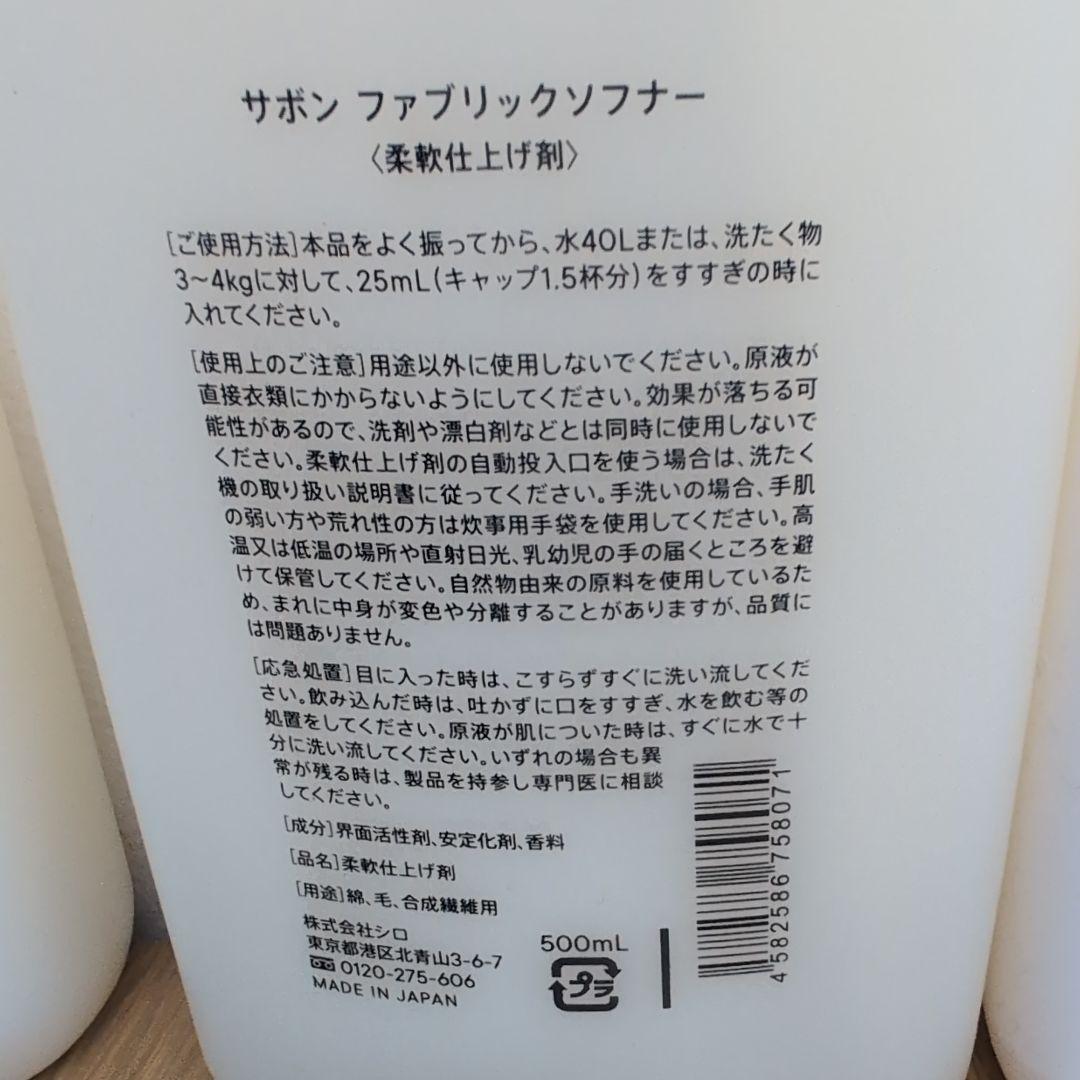 サボン ファブリックソフナー
〈柔軟仕上げ剤〉
[ご使用方法]本品をよく振ってから、水40Lまたは、洗たく物
3~4kgに対して、25mL(キャップ1.5杯分)をすすぎの時に
入れてください。
[使用上のご注意]用途以外に使用しないでください。原液が
直接衣類にかからないようにしてください。効果が落ちる可
能性があるので、洗剤や漂白剤などとは同時に使用しないで
ください。柔軟仕上げ剤の自動投入口を使う場合は、洗たく
機の取り扱い説明書に従ってください。手洗いの場合、手肌
の弱い方や荒れ性の方は炊事用手袋を使用してください。高
温又は低温の場所や直射日光、乳幼児の手の届くところを避
けて保管してください。自然物由来の原料を使用しているた
め、まれに中身が変色や分離することがありますが、品質に
は問題ありません。
[応急処置]目に入った時は、こすらずすぐに洗い流してくだ
さい。飲み込んだ時は、吐かずに口をすすぎ、水を飲む等の
処置をしてください。原液が肌についた時は、すぐに水で十
分に洗い流してください。いずれの場合も異
常が残る時は、製品を持参し専門医に相談
してください。
[成分]界面活性剤、安定化剤、香料
[品名]柔軟仕上げ剤
[用途]綿、毛、合成繊維用
株式会社シロ
東京都港区北青山3-6-7
0120-275-606
MADE IN JAPAN
500mL
プラ
4582586758071